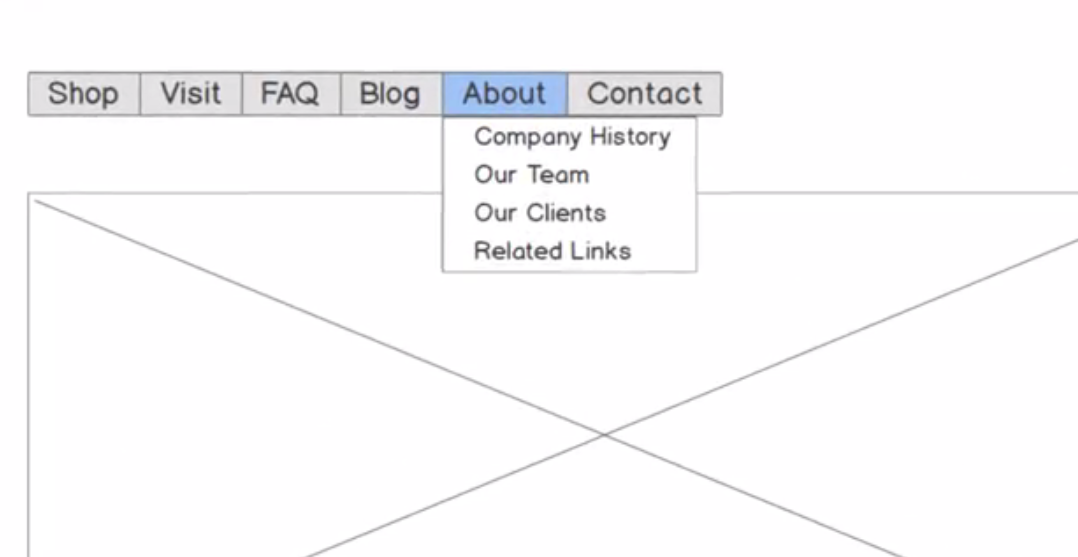 Shop Visit FAQ Blog About Contact
Company History
Our Team
Our Clients
Related Links